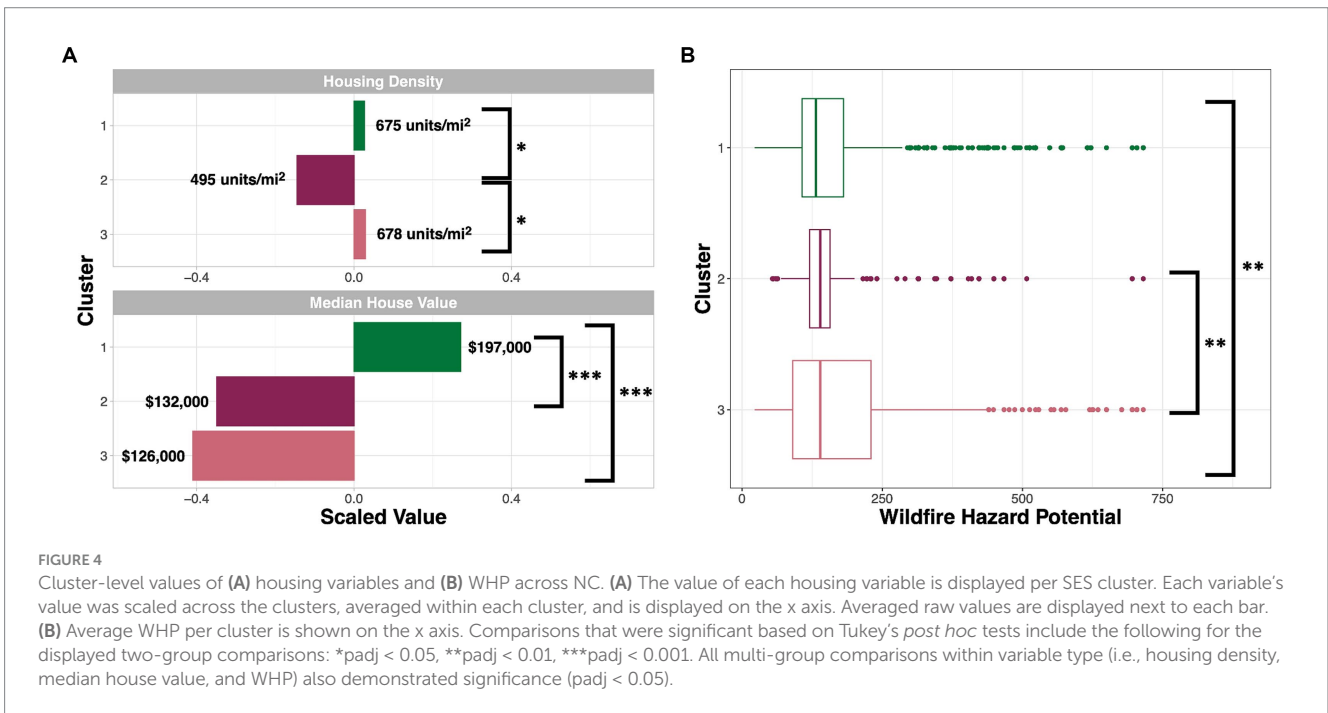 A
Housing Density
1
675 units/mi²
*
2
495 units/mi²
*
3
678 units/mi²
−0.4
0.0
0.4
Cluster
Median House Value
1
$197,000
***
***
2
$132,000
3
$126,000
−0.4
0.0
0.4
Scaled Value
B
1
**
2
**
3
Cluster
0
250
500
750
Wildfire Hazard Potential
FIGURE 4
Cluster-level values of (A) housing variables and (B) WHP across NC. (A) The value of each housing variable is displayed per SES cluster. Each variable's
value was scaled across the clusters, averaged within each cluster, and is displayed on the x axis. Averaged raw values are displayed next to each bar.
(B) Average WHP per cluster is shown on the x axis. Comparisons that were significant based on Tukey's post hoc tests include the following for the
displayed two-group comparisons: *padj < 0.05, **padj < 0.01, ***padj < 0.001. All multi-group comparisons within variable type (i.e., housing density,
median house value, and WHP) also demonstrated significance (padj < 0.05).